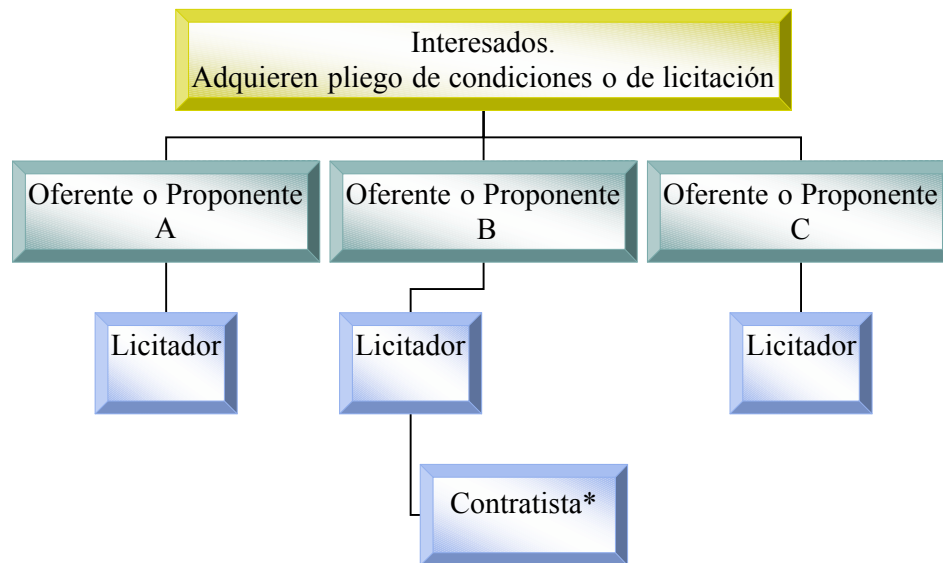 Interesados.
Adquieren pliego de condiciones o de licitación
Oferente o Proponente
A
Oferente o Proponente
B
Oferente o Proponente
C
Licitador
Licitador
Licitador
Contratista*